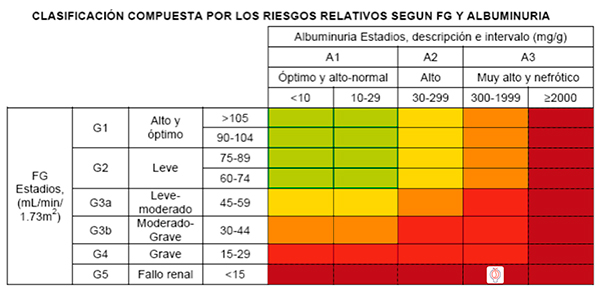 CLASIFICACIÓN COMPUESTA POR LOS RIESGOS RELATIVOS SEGUN FG Y ALBUMINURIA
Albuminuria Estadios, descripción e intervalo (mg/g)
A1 A2 A3
Óptimo y alto-normal Alto Muy alto y nefrótico
<10 10-29 30-299 300-1999 ≥2000
FG
Estadios,
(mL/min/
1.73m²)
G1 Alto y
óptimo
>105
90-104
G2 Leve 75-89
60-74
G3a Leve-
moderado
45-59
G3b Moderado-
Grave
30-44
G4 Grave 15-29
G5 Fallo renal <15